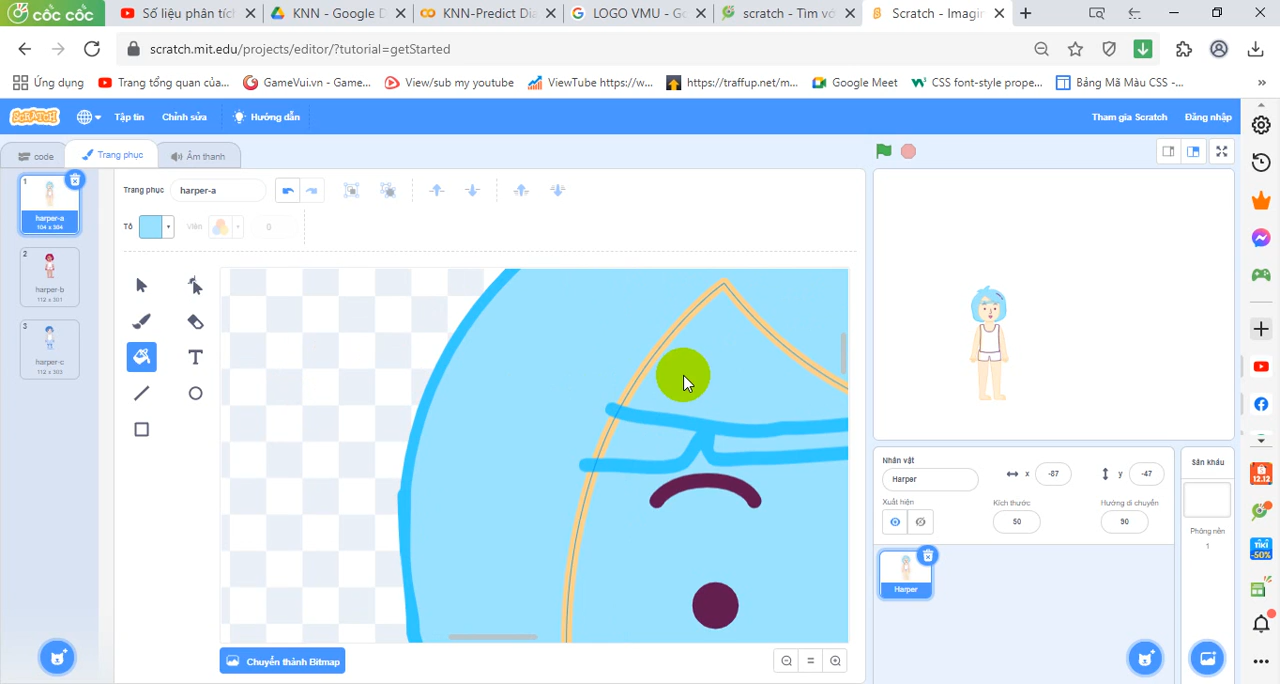 cốc cốc
Số liệu phân tích
KNN - Google D
KNN-Predict Dia
LOGO VMU - Go
scratch - Tìm vớ
Scratch - Imagin
scratch.mit.edu/projects/editor/?tutorial=getStarted
Ứng dụng
Trang tổng quan của...
GameVui.vn - Game...
View/sub my youtube
ViewTube https://w...
https://traffup.net/m...
Google Meet
CSS font-style prope...
Bảng Mã Màu CSS -...
»
SCRATCH
Tập tin
Chỉnh sửa
Hướng dẫn
Tham gia Scratch
Đăng nhập
code
Trang phục
Âm thanh
1
harper-a
104 x 304
2
harper-b
112 x 301
3
harper-c
112 x 303
Trang phục
harper-a
Tô
Viền
0
T
Chuyển thành Bitmap
Nhân vật
Harper
x
-87
y
-47
Xuất hiện
Kích thước
50
Hướng di chuyển
90
Harper
Sân khấu
Phông nền
1
12.12
TIKI
-50%